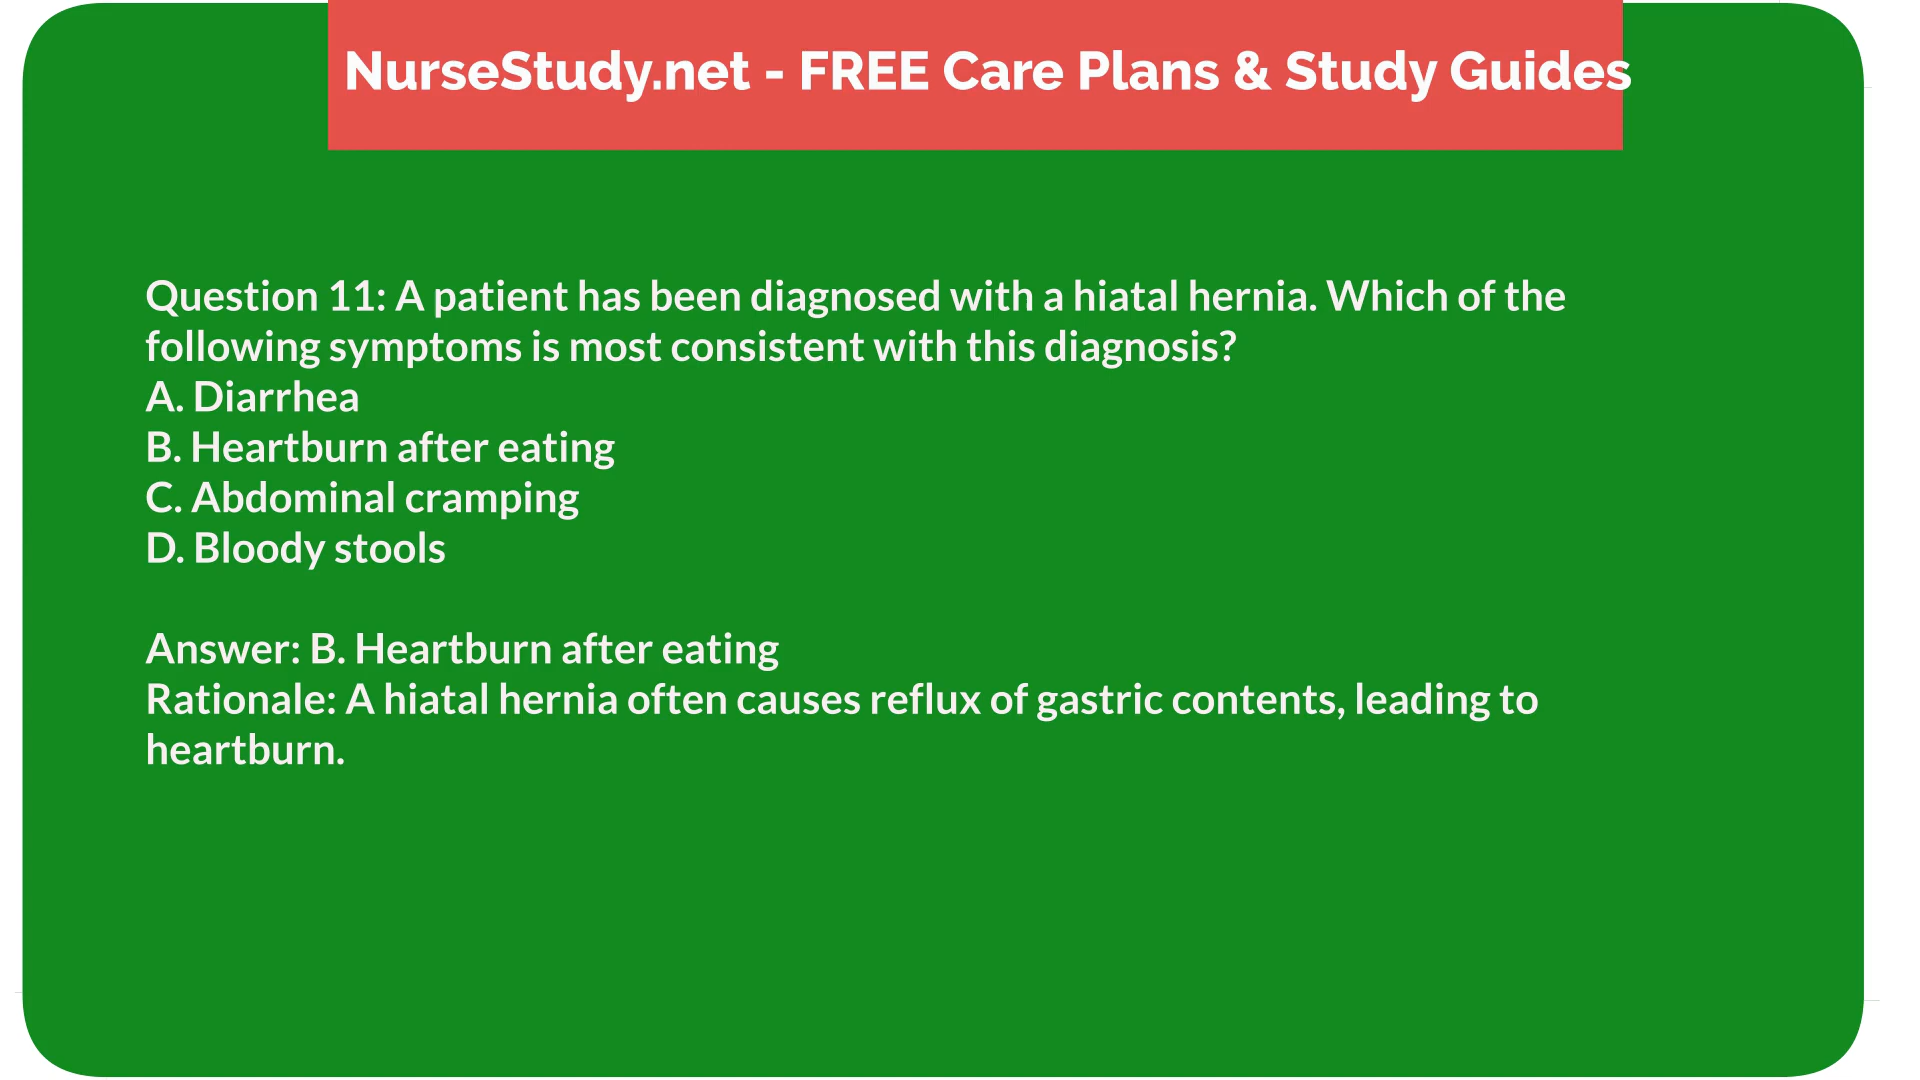 NurseStudy.net - FREE Care Plans & Study Guides
Question 11: A patient has been diagnosed with a hiatal hernia. Which of the
following symptoms is most consistent with this diagnosis?
A. Diarrhea
B. Heartburn after eating
C. Abdominal cramping
D. Bloody stools
Answer: B. Heartburn after eating
Rationale: A hiatal hernia often causes reflux of gastric contents, leading to
heartburn.